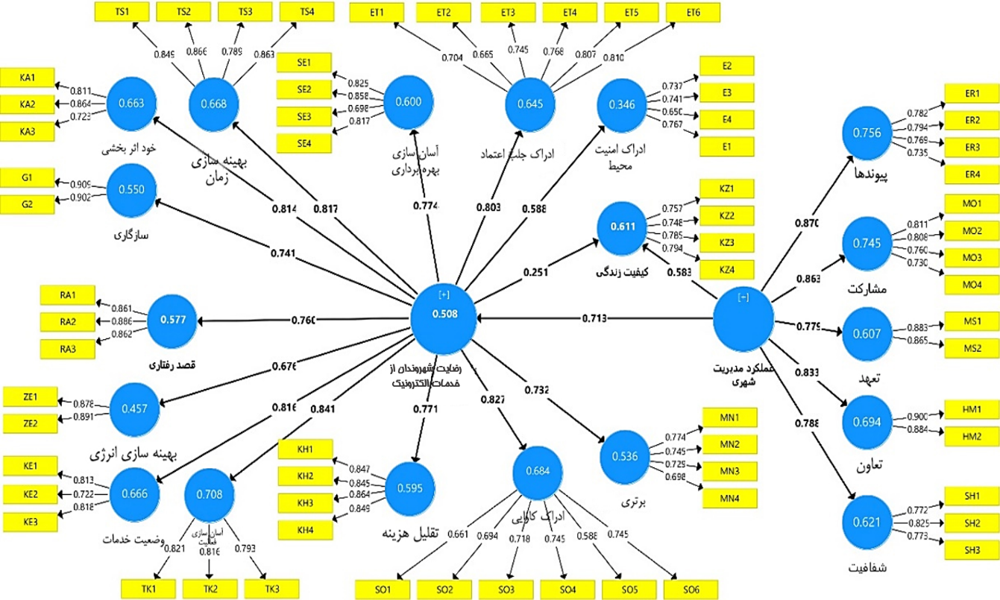 TS1 TS2 TS3 TS4 ET1 ET2 ET3 ET4 ET5 ET6
0.849 0.866 0.789 0.863
0.704 0.665 0.745 0.768 0.807 0.810
KA1
KA2
KA3
0.811
0.864
0.723
0.663
خود اثر بخشی
0.668
بهینه سازی
زمان
SE1
SE2
SE3
SE4
0.825
0.858
0.698
0.817
0.600
آسان سازی
بهره برداری
0.645
ادراک جلب اعتماد
0.346
ادراک امنیت
محیط
0.737
0.741
0.650
0.767
E2
E3
E4
E1
0.756
پیوندها
0.782
0.794
0.769
0.735
ER1
ER2
ER3
ER4
G1
G2
0.909
0.902
0.550
سازگاری
0.814
0.817
0.774
0.803
0.588
0.741
0.251
0.583
0.611
کیفیت زندگی
0.757
0.748
0.785
0.794
KZ1
KZ2
KZ3
KZ4
0.870
0.863
0.745
مشارکت
0.811
0.808
0.760
0.730
MO1
MO2
MO3
MO4
RA1
RA2
RA3
0.861
0.886
0.862
0.577
قصد رفتاری
0.760
[+]
0.508
رضایت شهروندان از
خدمات الکترونیک
0.713
[+]
عملکرد مدیریت
شهری
0.779
0.607
تعهد
0.883
0.865
MS1
MS2
0.833
0.788
ZE1
ZE2
0.878
0.891
0.457
بهینه سازی انرژی
0.676
0.816
0.841
0.771
0.827
0.732
0.694
تعاون
0.900
0.884
HM1
HM2
KE1
KE2
KE3
0.813
0.722
0.818
0.666
وضعیت خدمات
0.708
آسان سازی
فعالیت
0.821 0.816 0.793
TK1 TK2 TK3
KH1
KH2
KH3
KH4
0.847
0.845
0.864
0.849
0.595
تقلیل هزینه
0.684
ادراک کارایی
0.661 0.694 0.718 0.745 0.588 0.745
SO1 SO2 SO3 SO4 SO5 SO6
0.536
برتری
0.774
0.745
0.725
0.698
MN1
MN2
MN3
MN4
0.621
شفافیت
0.772
0.825
0.773
SH1
SH2
SH3